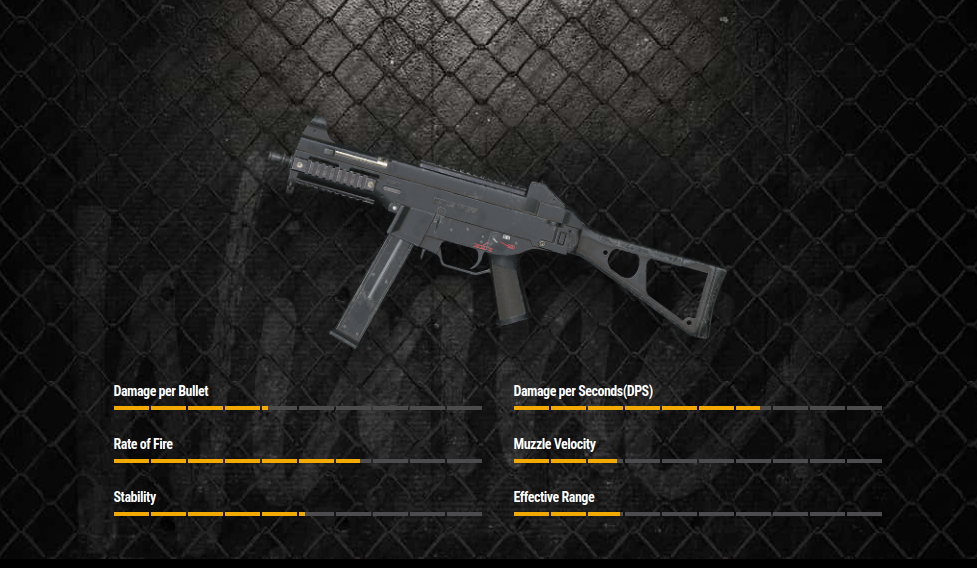 Damage per Bullet
Damage per Seconds(DPS)
Rate of Fire
Muzzle Velocity
Stability
Effective Range